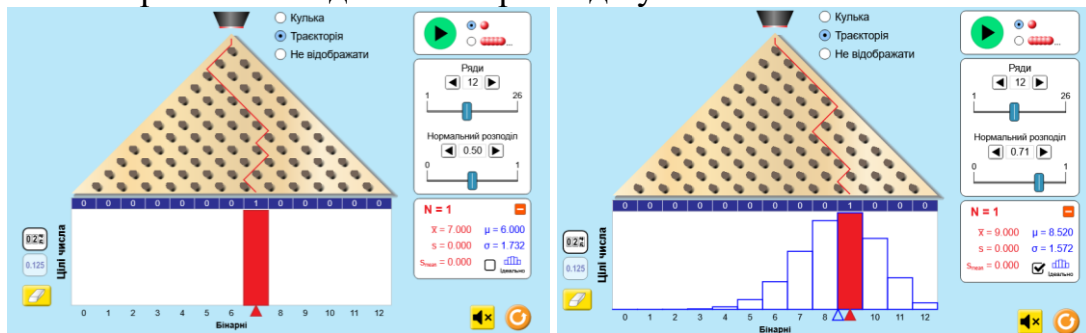 Кулька
Траєкторія
Не відображати
...
Ряди
12
1 26
Нормальний розподіл
0.50
0 1
0 0 0 0 0 0 0 1 0 0 0 0 0
N = 1
x̄ = 7.000 μ = 6.000
s = 0.000 σ = 1.732
= 0.000
Ідеально
0.125
Цілі числа
0 1 2 3 4 5 6 8 9 10 11 12
Бінарні
Кулька
Траєкторія
Не відображати
...
Ряди
12
1 26
Нормальний розподіл
0.71
0 1
0 0 0 0 0 0 0 0 0 1 0 0 0
N = 1
x̄ = 9.000 μ = 8.520
s = 0.000 σ = 1.572
= 0.000
Ідеально
0.125
Цілі числа
0 1 2 3 4 5 6 7 8 10 11 12
Бінарні